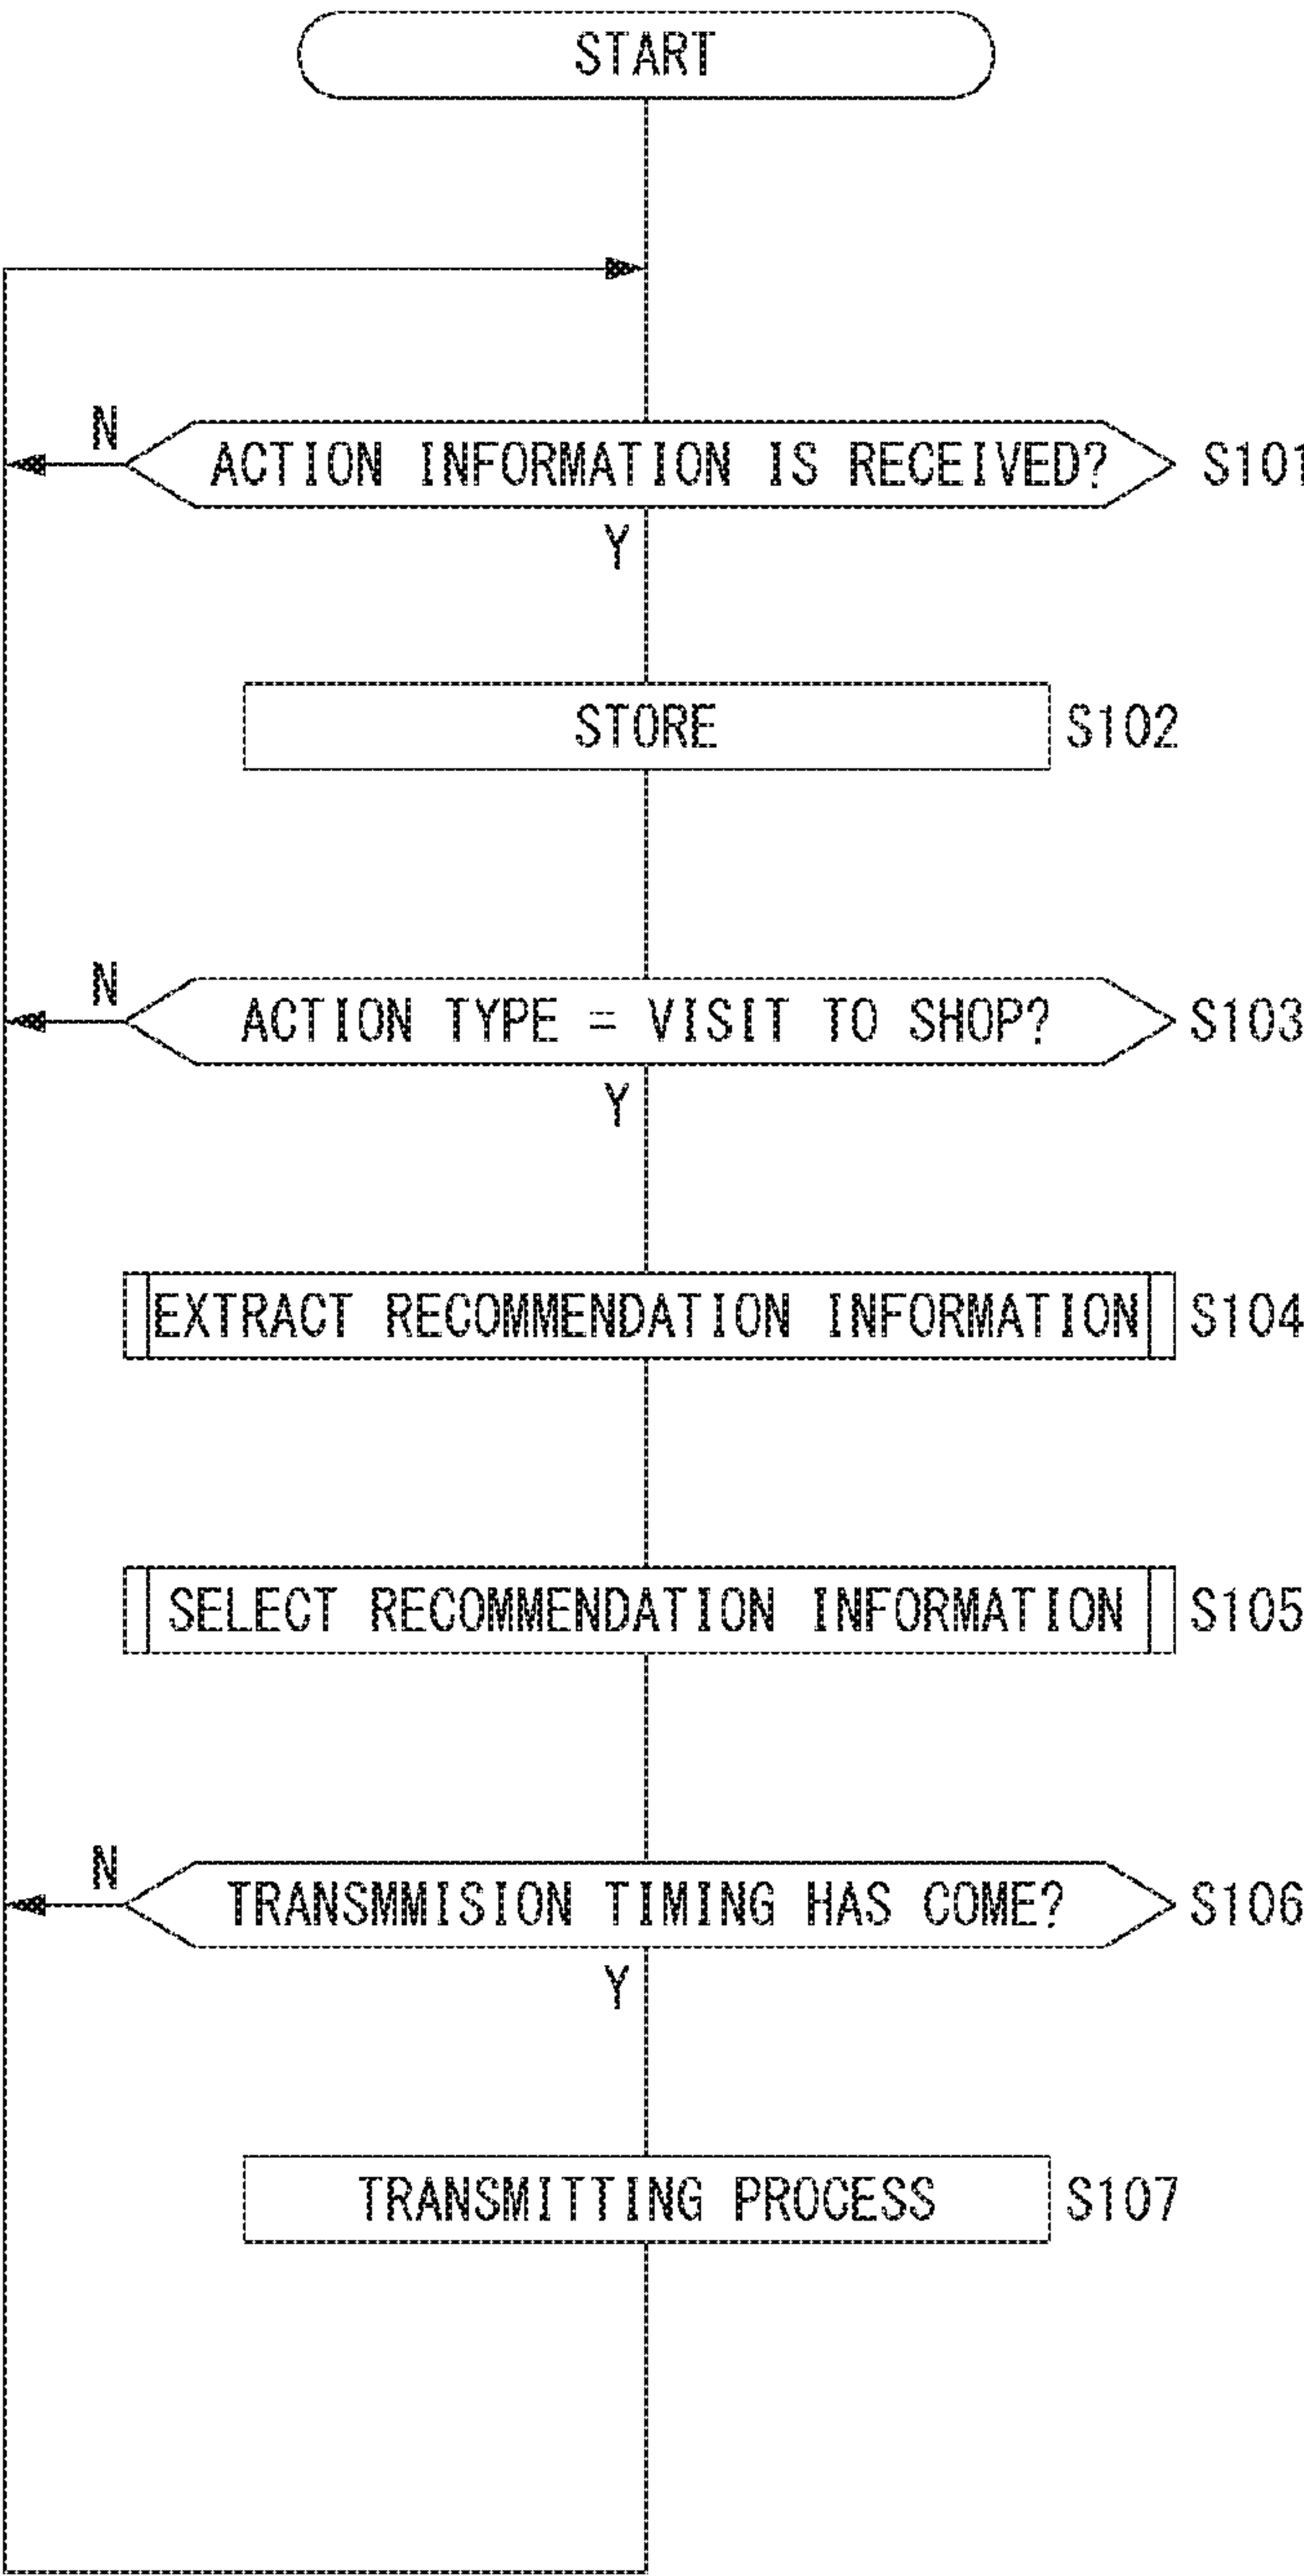 START
N
ACTION INFORMATION IS RECEIVED? S101
Y
STORE S102
N
ACTION TYPE = VISIT TO SHOP? S103
Y
EXTRACT RECOMMENDATION INFORMATION S104
SELECT RECOMMENDATION INFORMATION S105
N
TRANSMMISION TIMING HAS COME? S106
Y
TRANSMITTING PROCESS S107